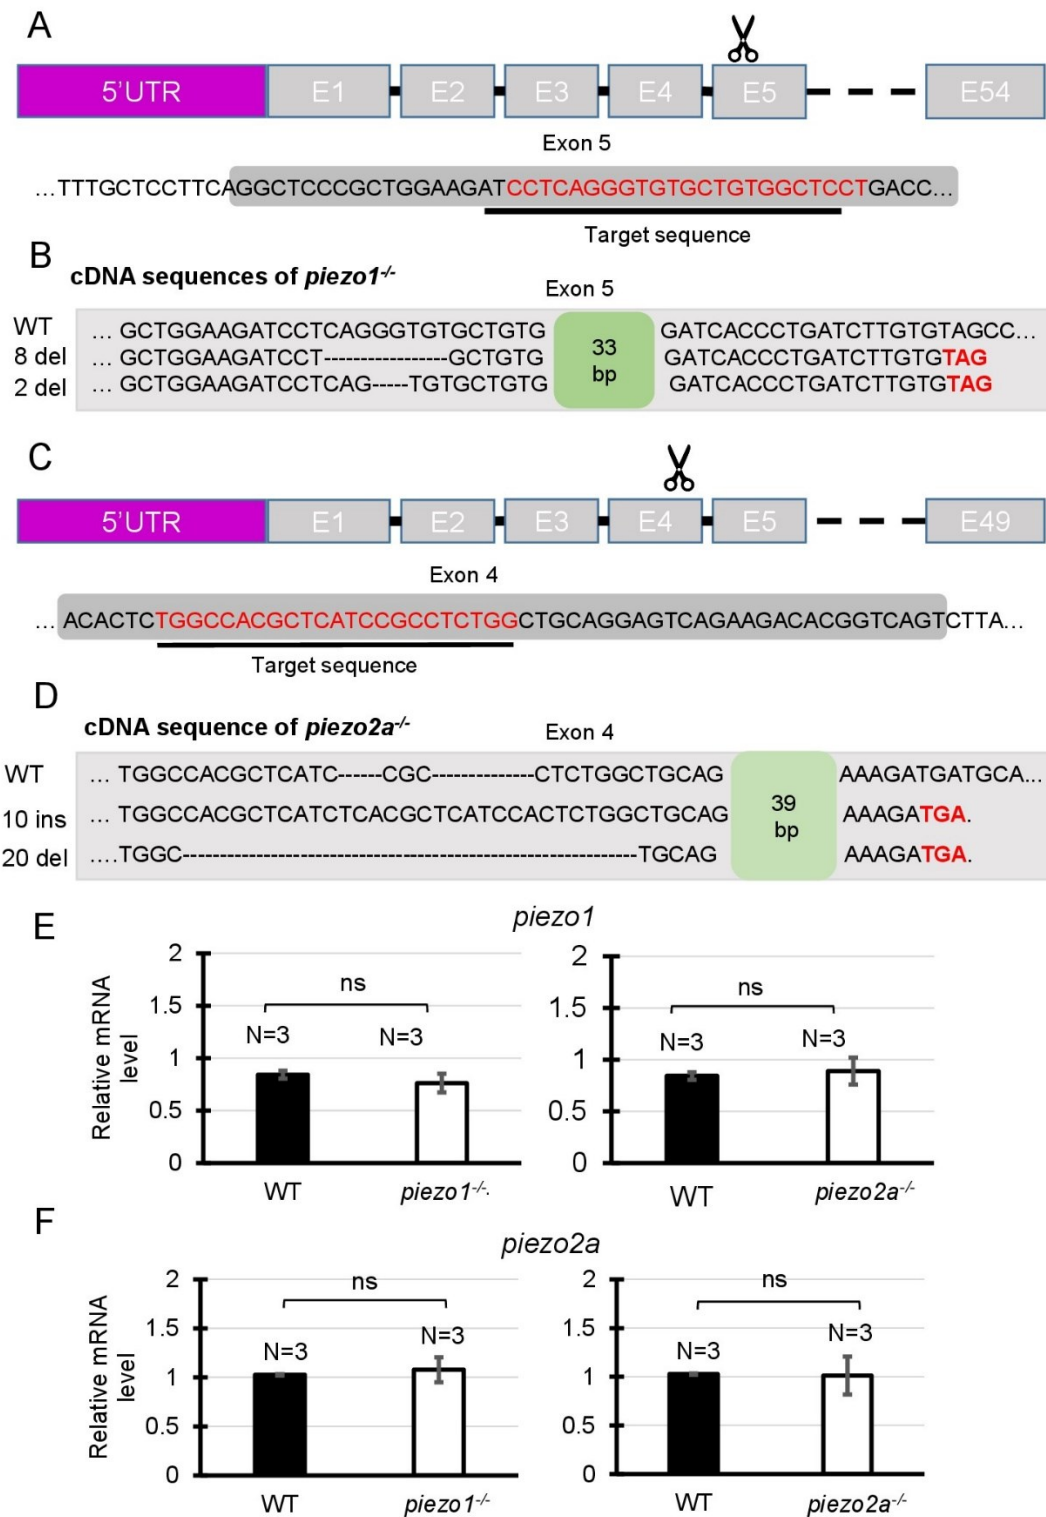 A
5'UTR E1 E2 E3 E4 E5 E54
Exon 5
...TTTGCTCCTTCAGGCTCCCGCTGGAAGATCCTCAGGGTGTGCTGTGGCTCCTGACC...
Target sequence
B
cDNA sequences of piezo1-/-
Exon 5
WT ... GCTGGAAGATCCTCAGGGTGTGCTGTG GATCACCCTGATCTTGTGTAGCC...
8 del ... GCTGGAAGATCCT-----------------GCTGTG 33 bp GATCACCCTGATCTTGTGTAG
2 del ... GCTGGAAGATCCTCAG-----TGTGCTGTG GATCACCCTGATCTTGTGTAG
C
5'UTR E1 E2 E3 E4 E5 E49
Exon 4
... ACACTCTGGCCACGCTCATCCGCCTCTGGCTGCAGGAGTCAGAAGACACGGTCAGTCTTA...
Target sequence
D
cDNA sequence of piezo2a-/-
Exon 4
WT ... TGGCCACGCTCATC------CGC--------------CTCTGGCTGCAG AAAGATGATGCA...
10 ins ... TGGCCACGCTCATCTCACGCTCATCCACTCTGGCTGCAG 39 bp AAAGATGA.
20 del ....TGGC---------------------------------------------------------------TGCAG AAAGATGA.
E
piezo1
Relative mRNA level
2
1.5
1
0.5
0
ns
N=3 N=3
WT piezo1-/-.
2
1.5
1
0.5
0
ns
N=3 N=3
WT piezo2a-/-
F
piezo2a
Relative mRNA level
2
1.5
1
0.5
0
ns
N=3 N=3
WT piezo1-/-
2
1.5
1
0.5
0
ns
N=3 N=3
WT piezo2a-/-